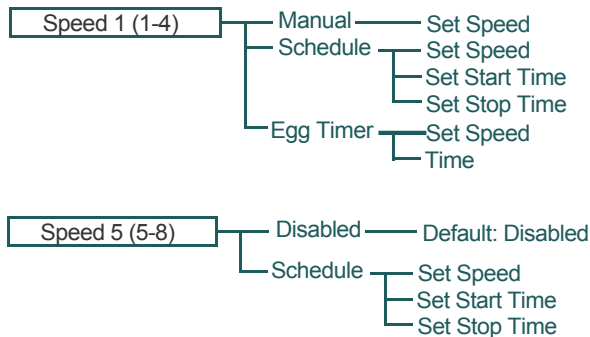 Speed 1 (1-4) Manual Set Speed
Schedule Set Speed
Set Start Time
Set Stop Time
Egg Timer Set Speed
Time
Speed 5 (5-8) Disabled Default: Disabled
Schedule Set Speed
Set Start Time
Set Stop Time